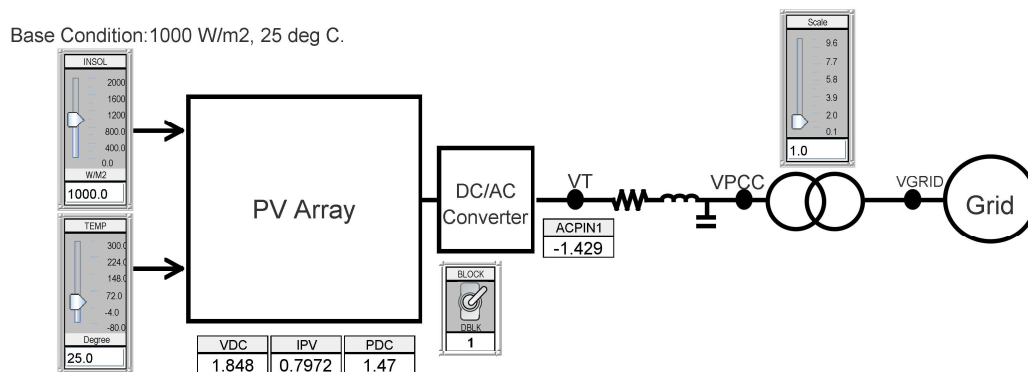 Base Condition:1000 W/m2, 25 deg C.
INSOL
2000
1600
1200
800.0
400.0
0.0
W/M2
1000.0
TEMP
300.0
224.0
148.0
72.0
-4.0
-80.0
Degree
25.0
PV Array
VDC IPV PDC
1.848 0.7972 1.47
DC/AC
Converter
BLOCK
DBLK
1
VT
ACPIN1
-1.429
VPCC
Scale
9.6
7.7
5.8
3.9
2.0
0.1
1.0
VGRID
Grid